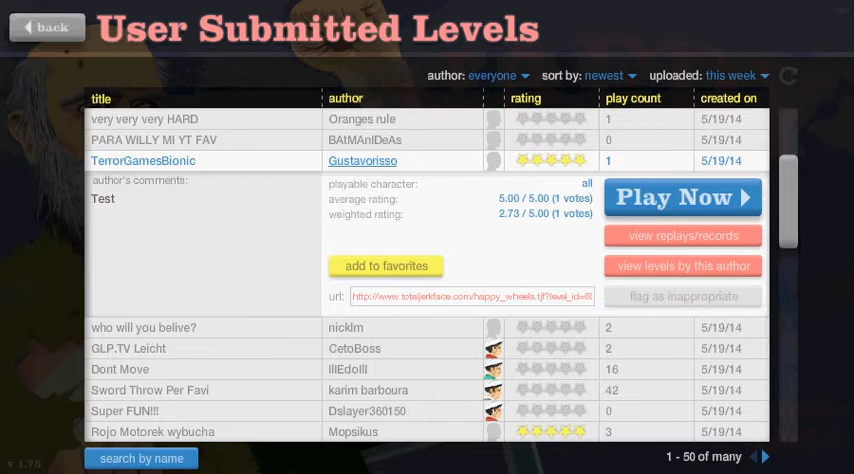 back
User Submitted Levels
author: everyone sort by: newest uploaded: this week
title author rating play count created on
very very very HARD Oranges rule 1 5/19/14
PARA WILLY MI YT FAV BAtMAnIDeAs 0 5/19/14
TerrorGamesBionic Gustavorisso 1 5/19/14
author's comments:
Test
playable character: all
average rating: 5.00 / 5.00 (1 votes)
weighted rating: 2.73 / 5.00 (1 votes)
Play Now
view replays/records
add to favorites
view levels by this author
url: http://www.totaljerkface.com/happy_wheels.tjf?level_id=6
flag as inappropriate
who will you belive? nicklm 2 5/19/14
GLP.TV Leicht CetoBoss 2 5/19/14
Dont Move 16 5/19/14
Sword Throw Per Favi karim barboura 42 5/19/14
Super FUN!!! Dslayer360150 0 5/19/14
Rojo Motorek wybucha Mopsikus 3 5/19/14
search by name
1 - 50 of many
v 1.75